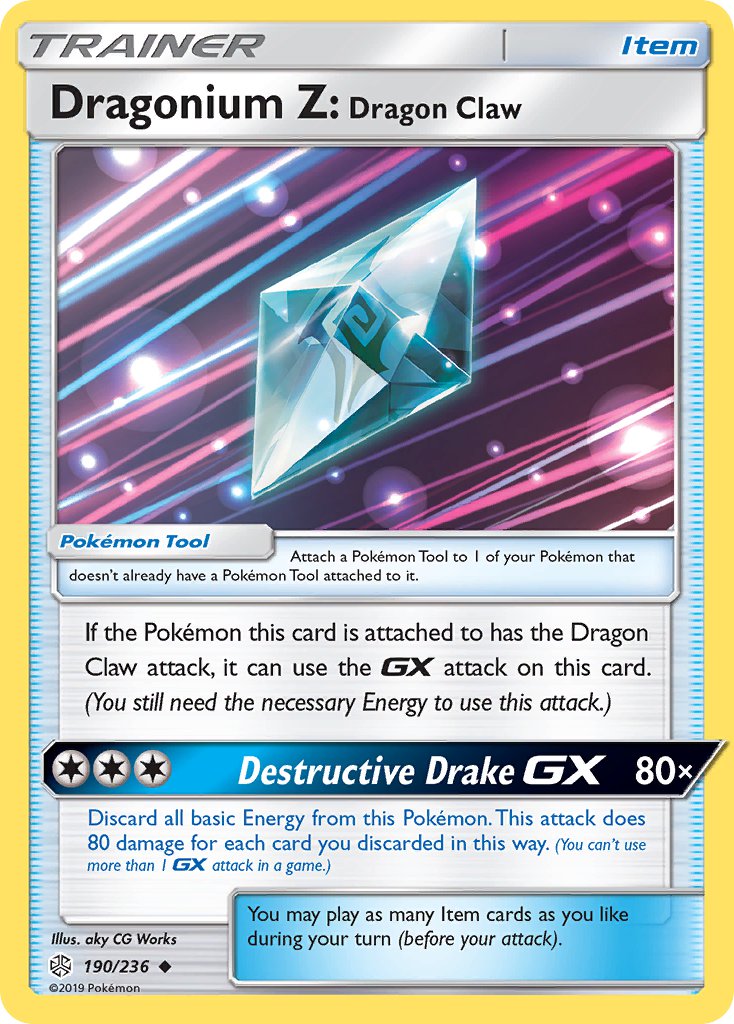 TRAINER
Item
Dragonium Z: Dragon Claw
Pokémon Tool
Attach a Pokémon Tool to 1 of your Pokémon that
doesn't already have a Pokémon Tool attached to it.
If the Pokémon this card is attached to has the Dragon
Claw attack, it can use the GX attack on this card.
(You still need the necessary Energy to use this attack.)
Destructive Drake GX 80×
Discard all basic Energy from this Pokémon. This attack does
80 damage for each card you discarded in this way. (You can't use
more than 1 GX attack in a game.)
You may play as many Item cards as you like
during your turn (before your attack).
Illus. aky CG Works
190/236
©2019 Pokémon